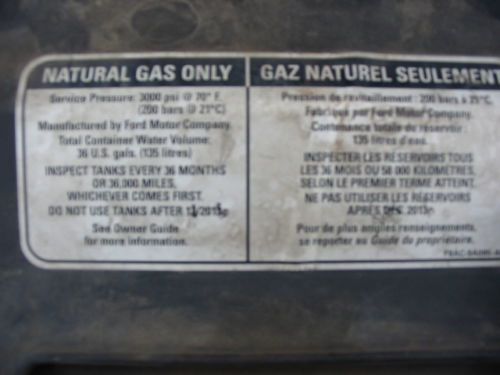 NATURAL GAS ONLY
Service Pressure: 3000 psi @ 70° F.
(200 bars @ 21°C)
Manufactured by Ford Motor Company.
Total Container Water Volume:
36 U.S. gals. (135 litres)
INSPECT TANKS EVERY 36 MONTHS
OR 36,000 MILES,
WHICHEVER COMES FIRST.
DO NOT USE TANKS AFTER
See Owner Guide
for more information.
GAZ NATUREL SEULEMENT
Pression de ravitaillement: 200 bars à 21°C
Fabriqué par Ford Motor Company.
Contenance totale du réservoir:
135 litres d'eau.
INSPECTER LES RÉSERVOIRS TOUS
LES 36 MOIS OU 58 000 KILOMÈTRES,
SELON LE PREMIER TERME ATTEINT.
NE PAS UTILISER LES RÉSERVOIRS
APRÈS
Pour de plus amples renseignements,
se reporter au Guide du propriétaire.